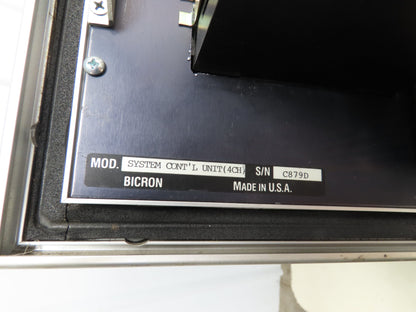 MOD. SYSTEM CONT'L UNIT(4CH) S/N C879D
BICRON MADE IN U.S.A.